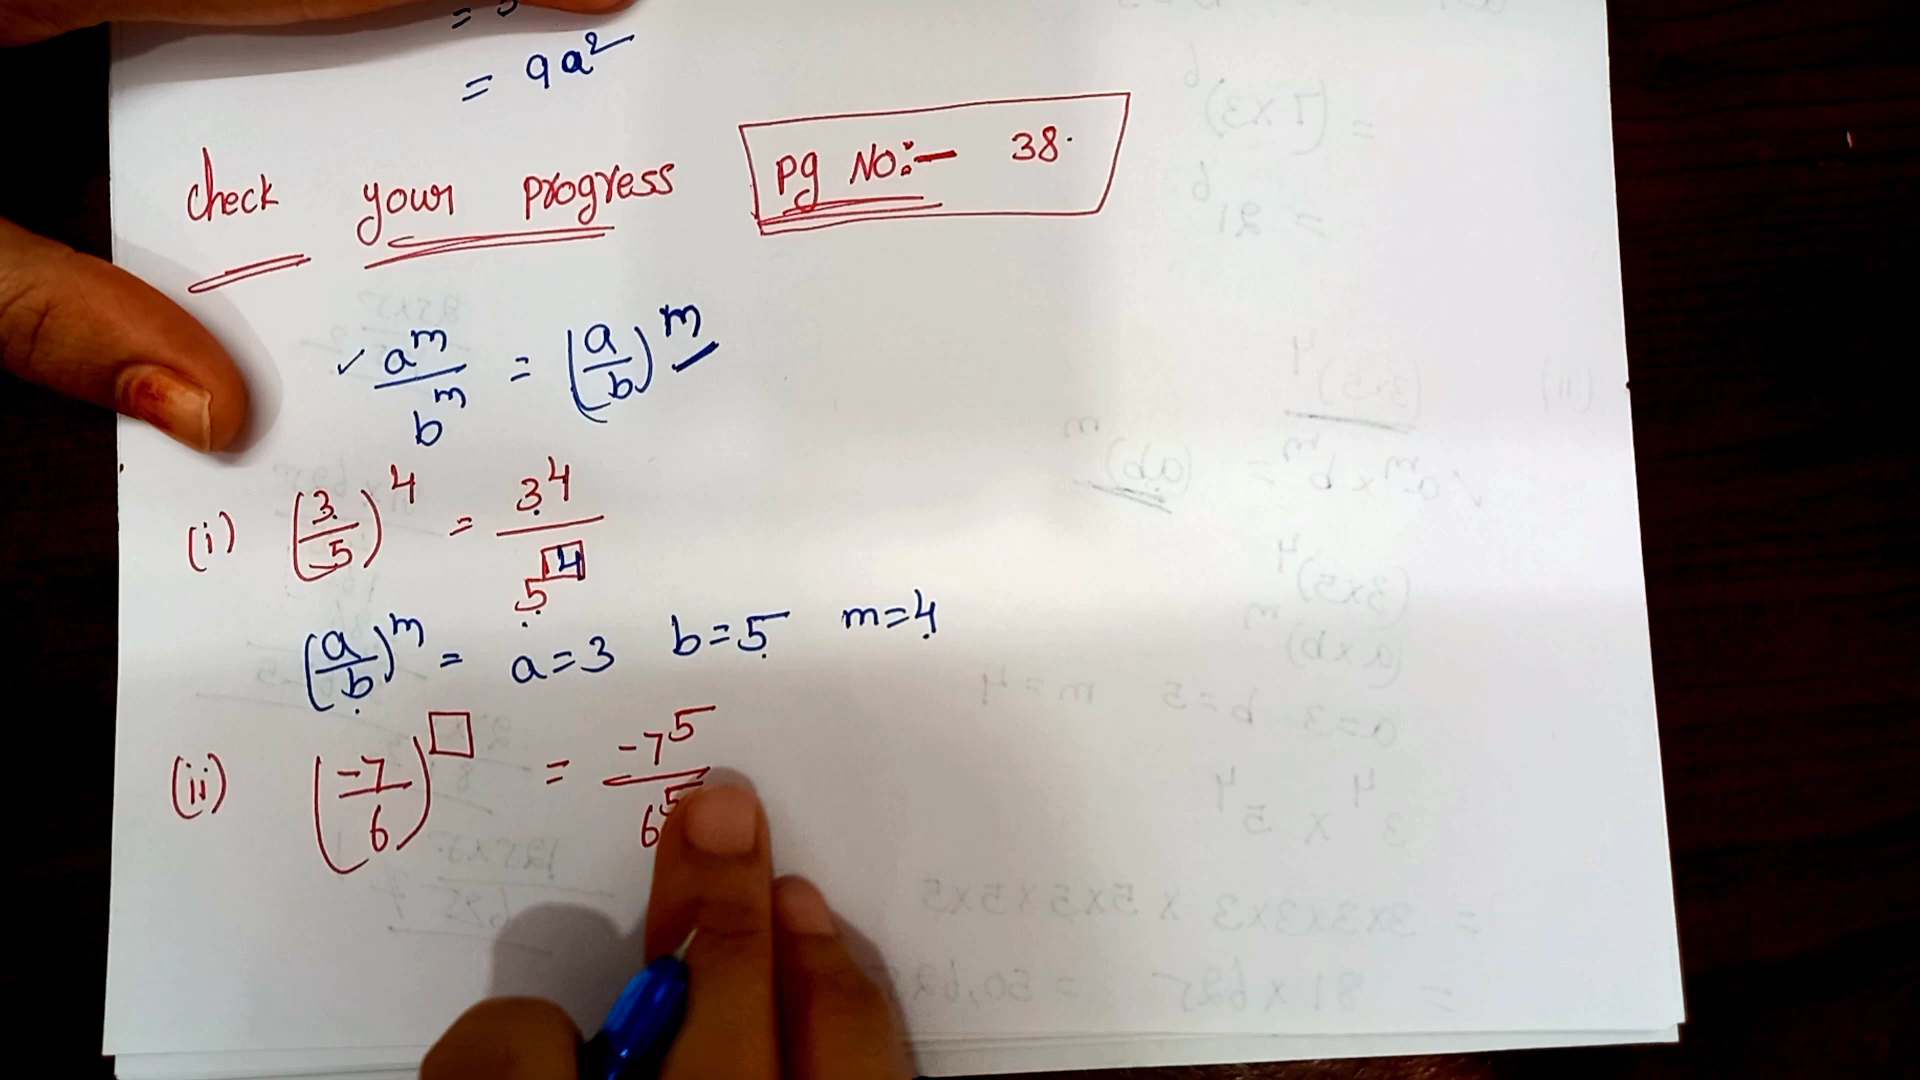 = 9a²
check your progress Pg No:- 38.
✓ a^m/b^m = (a/b)^m
(i) (3/5)^4 = 3^4/5^4
(a/b)^m = a=3 b=5 m=4
(ii) (-7/6)^□ = -7^5/6^5